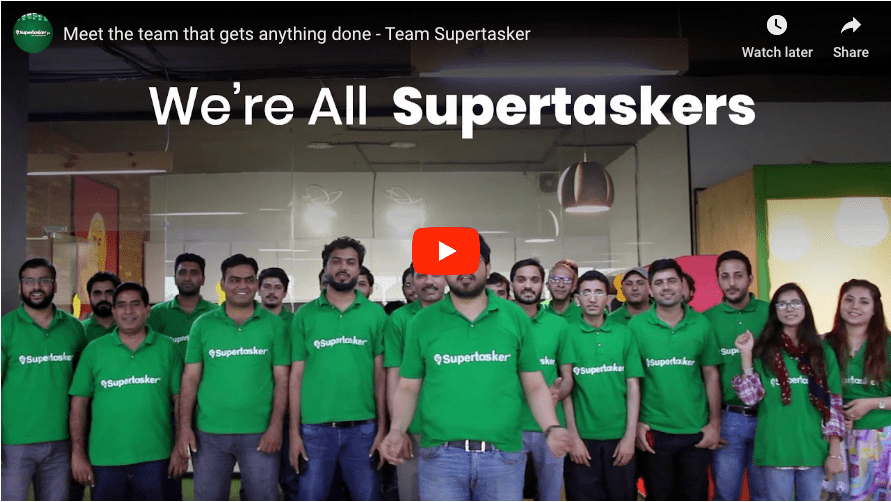 Supertasker
Meet the team that gets anything done - Team Supertasker
Watch later
Share
We're All Supertaskers
Supertasker
Supertasker
Supertasker
Supertasker
Supertasker
Supertasker
Supertasker